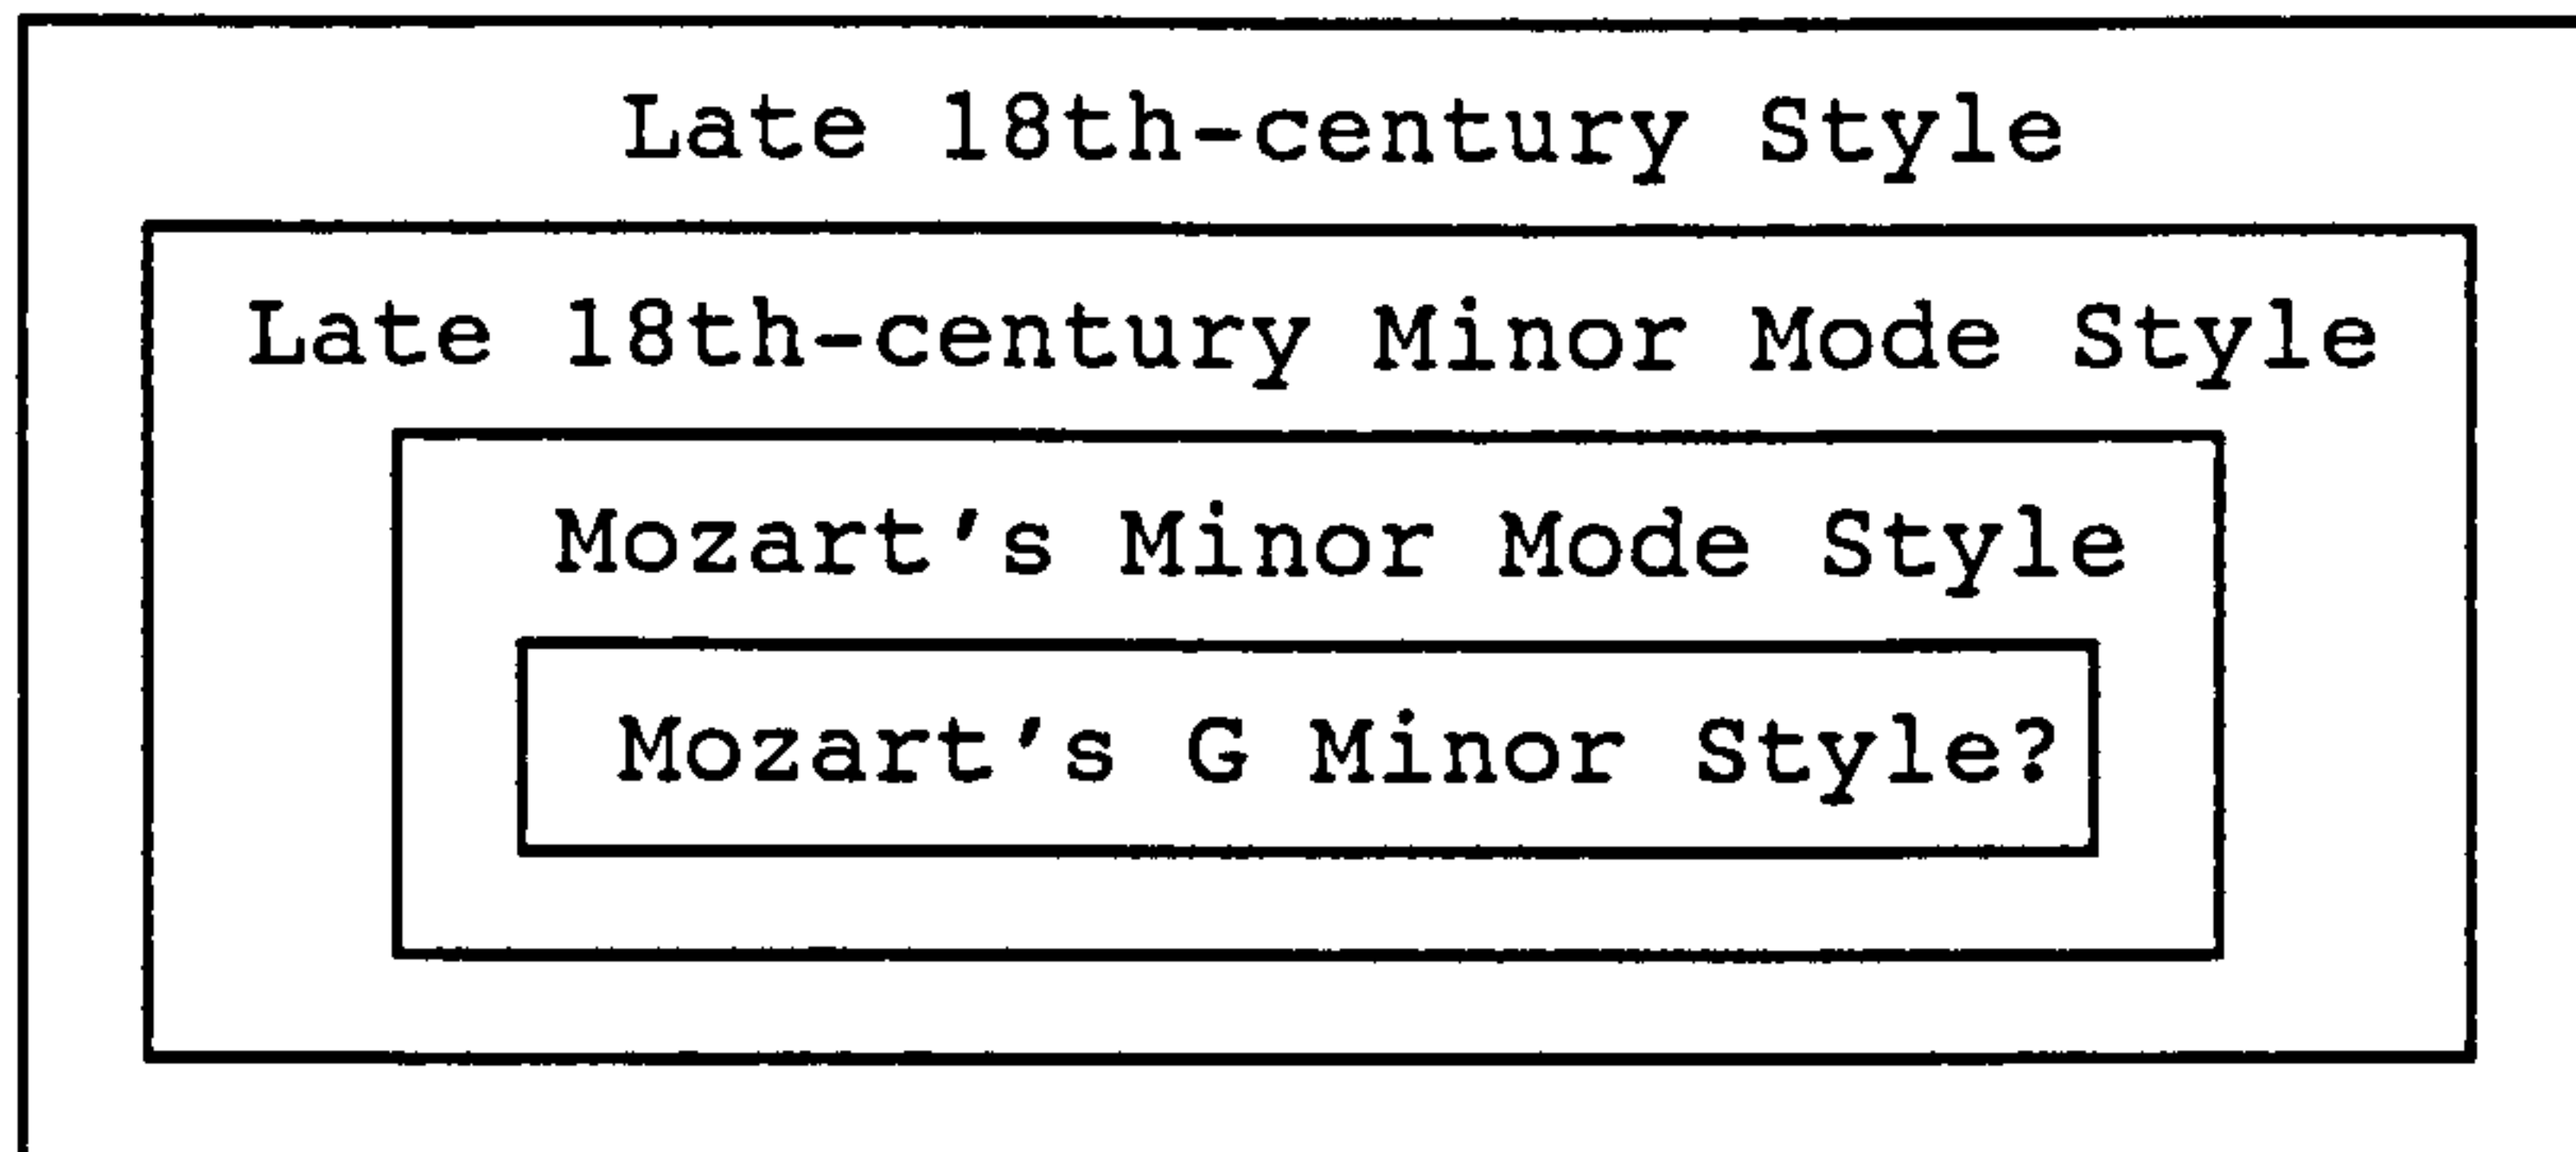 Late 18th-century Style
Late 18th-century Minor Mode Style
Mozart's Minor Mode Style
Mozart's G Minor Style?